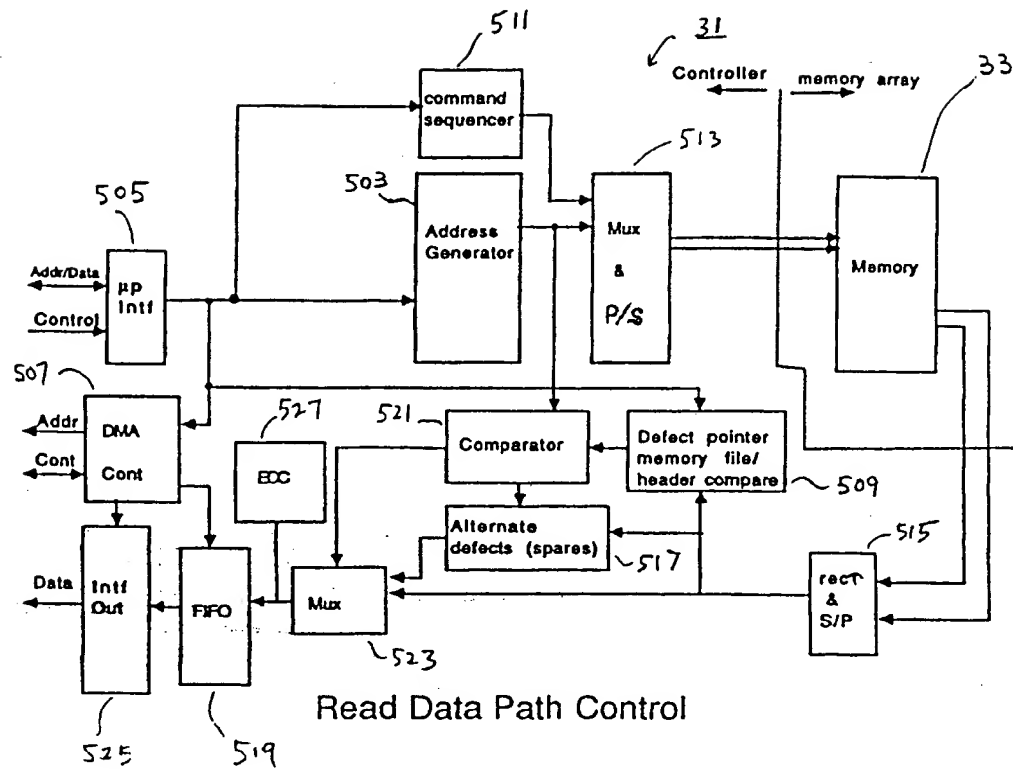 511
31
Controller
memory array
33
command
sequencer
513
503
505
Address
Generator
Mux
&
P/S
Memory
Addr/Data
μp
Intf
Control
507
Addr
DMA
Cont
Cont
527
ECC
521
Comparator
Defect pointer
memory file/
header compare
509
Alternate
defects (spares)
517
515
recT
&
S/P
Data
Intf
Out
FIFO
Mux
523
525
519
Read Data Path Control